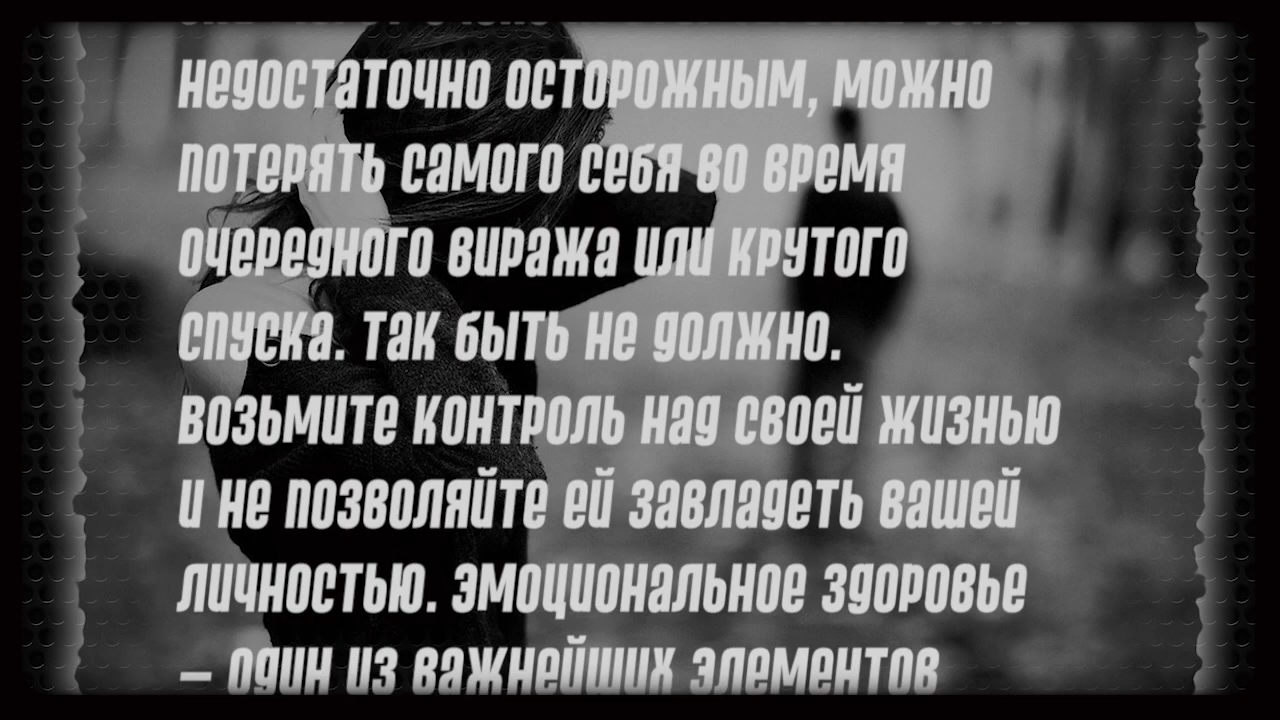 недостаточно осторожным, можно
потерять самого себя во время
очередного виража или крутого
спуска. Так быть не должно.
возьмите контроль над своей жизнью
и не позволяйте ей завладеть вашей
личностью. Эмоциональное здоровье
– один из важнейших элементов